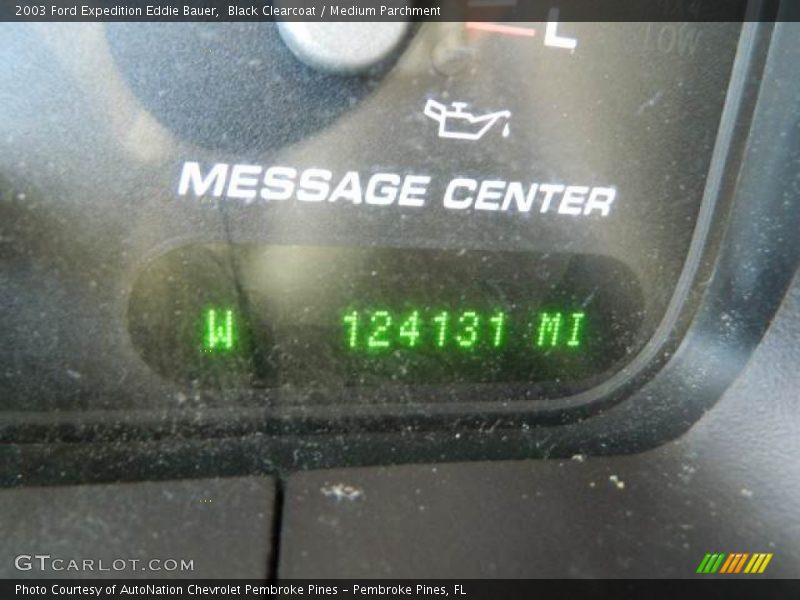 2003 Ford Expedition Eddie Bauer,  Black Clearcoat / Medium Parchment
L
LOW
MESSAGE CENTER
W 124131 MI
GTCARLOT.COM
Photo Courtesy of AutoNation Chevrolet Pembroke Pines - Pembroke Pines, FL